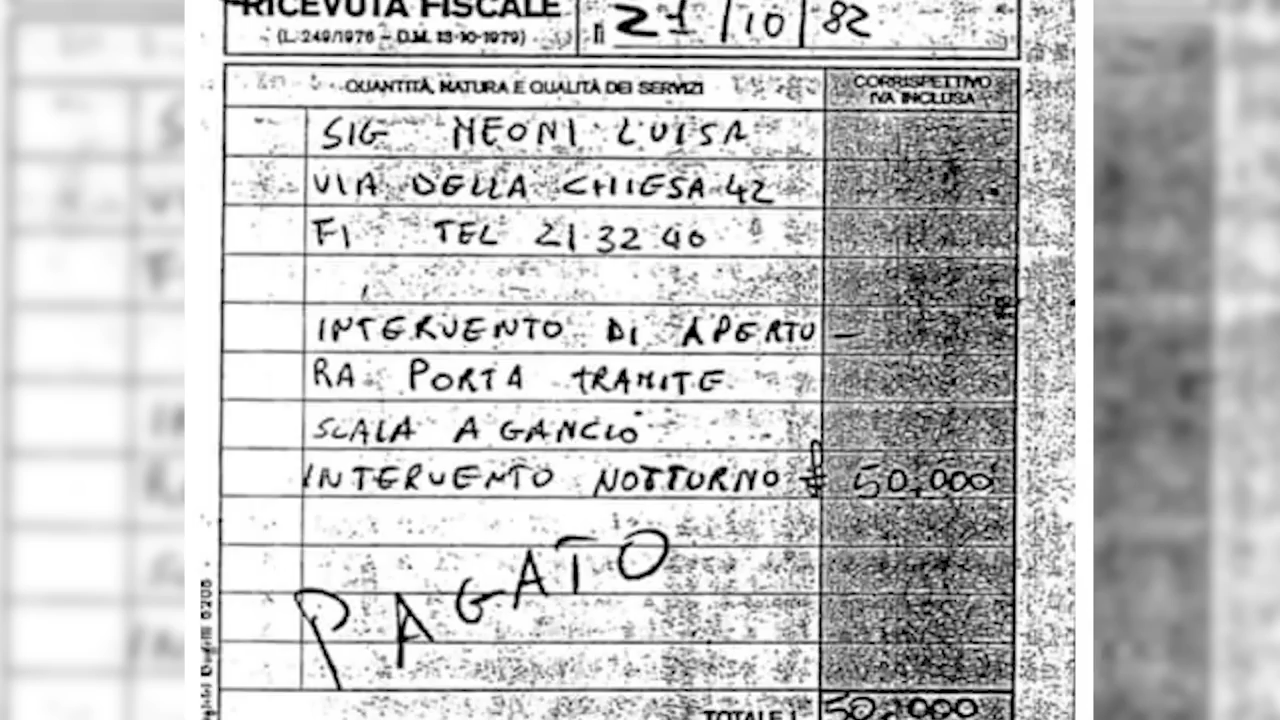 RICEVUTA FISCALE
(L. 249/1976 - D.M. 13-10-1979)
21/10/82
QUANTITÀ, NATURA E QUALITÀ DEI SERVIZI
CORRISPETTIVO
IVA INCLUSA
SIG NEONI LUISA
VIA DELLA CHIESA 42
FI TEL 21 32 40
INTERVENTO DI APERTU -
RA PORTA TRAMITE
SCALA A GANCIO
INTERVENTO NOTTURNO £ 50.000
PAGATO
TOTALE L. 50.000